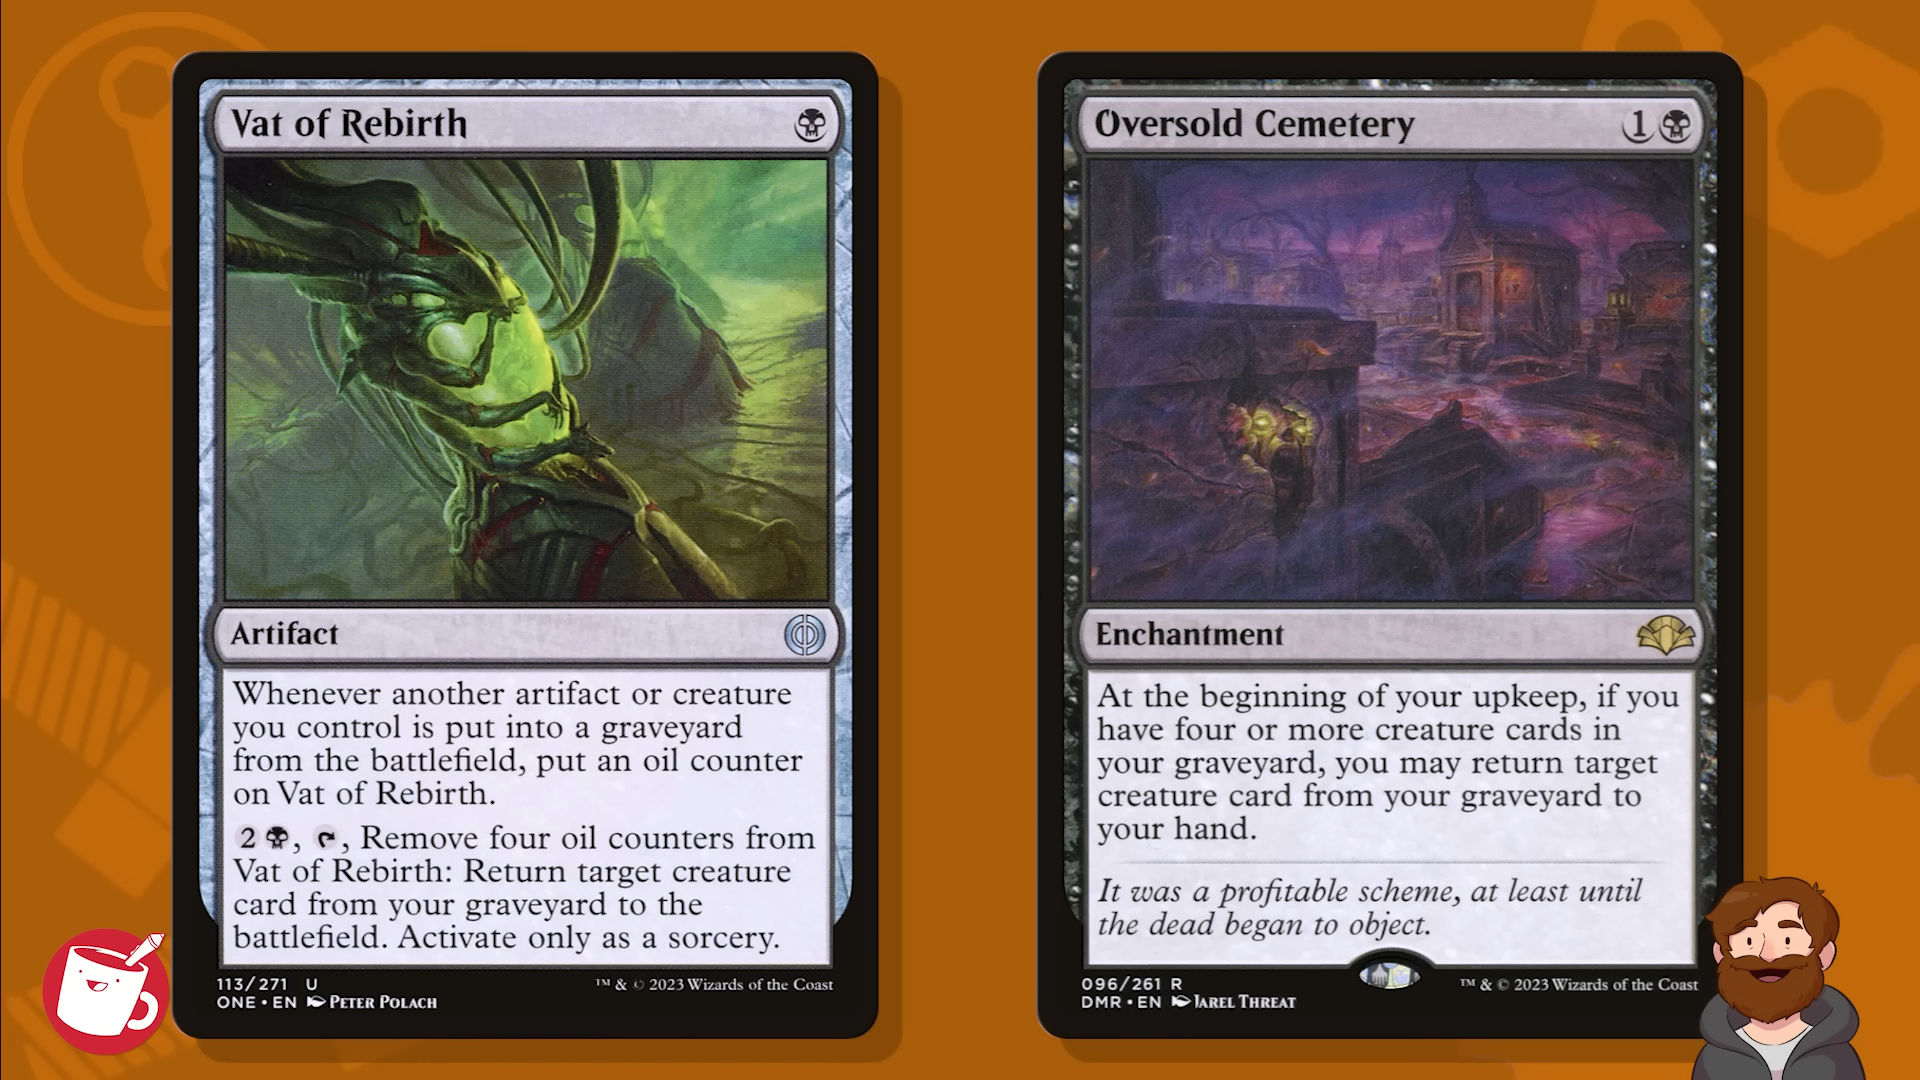 Vat of Rebirth
Artifact
Whenever another artifact or creature
you control is put into a graveyard
from the battlefield, put an oil counter
on Vat of Rebirth.
2, , Remove four oil counters from
Vat of Rebirth: Return target creature
card from your graveyard to the
battlefield. Activate only as a sorcery.
113/271 U
ONE • EN PETER POLACH
™ & © 2023 Wizards of the Coast
Oversold Cemetery 1
Enchantment
At the beginning of your upkeep, if you
have four or more creature cards in
your graveyard, you may return target
creature card from your graveyard to
your hand.
It was a profitable scheme, at least until
the dead began to object.
096/261 R
DMR • EN JAREL THREAT
™ & © 2023 Wizards of the Coast